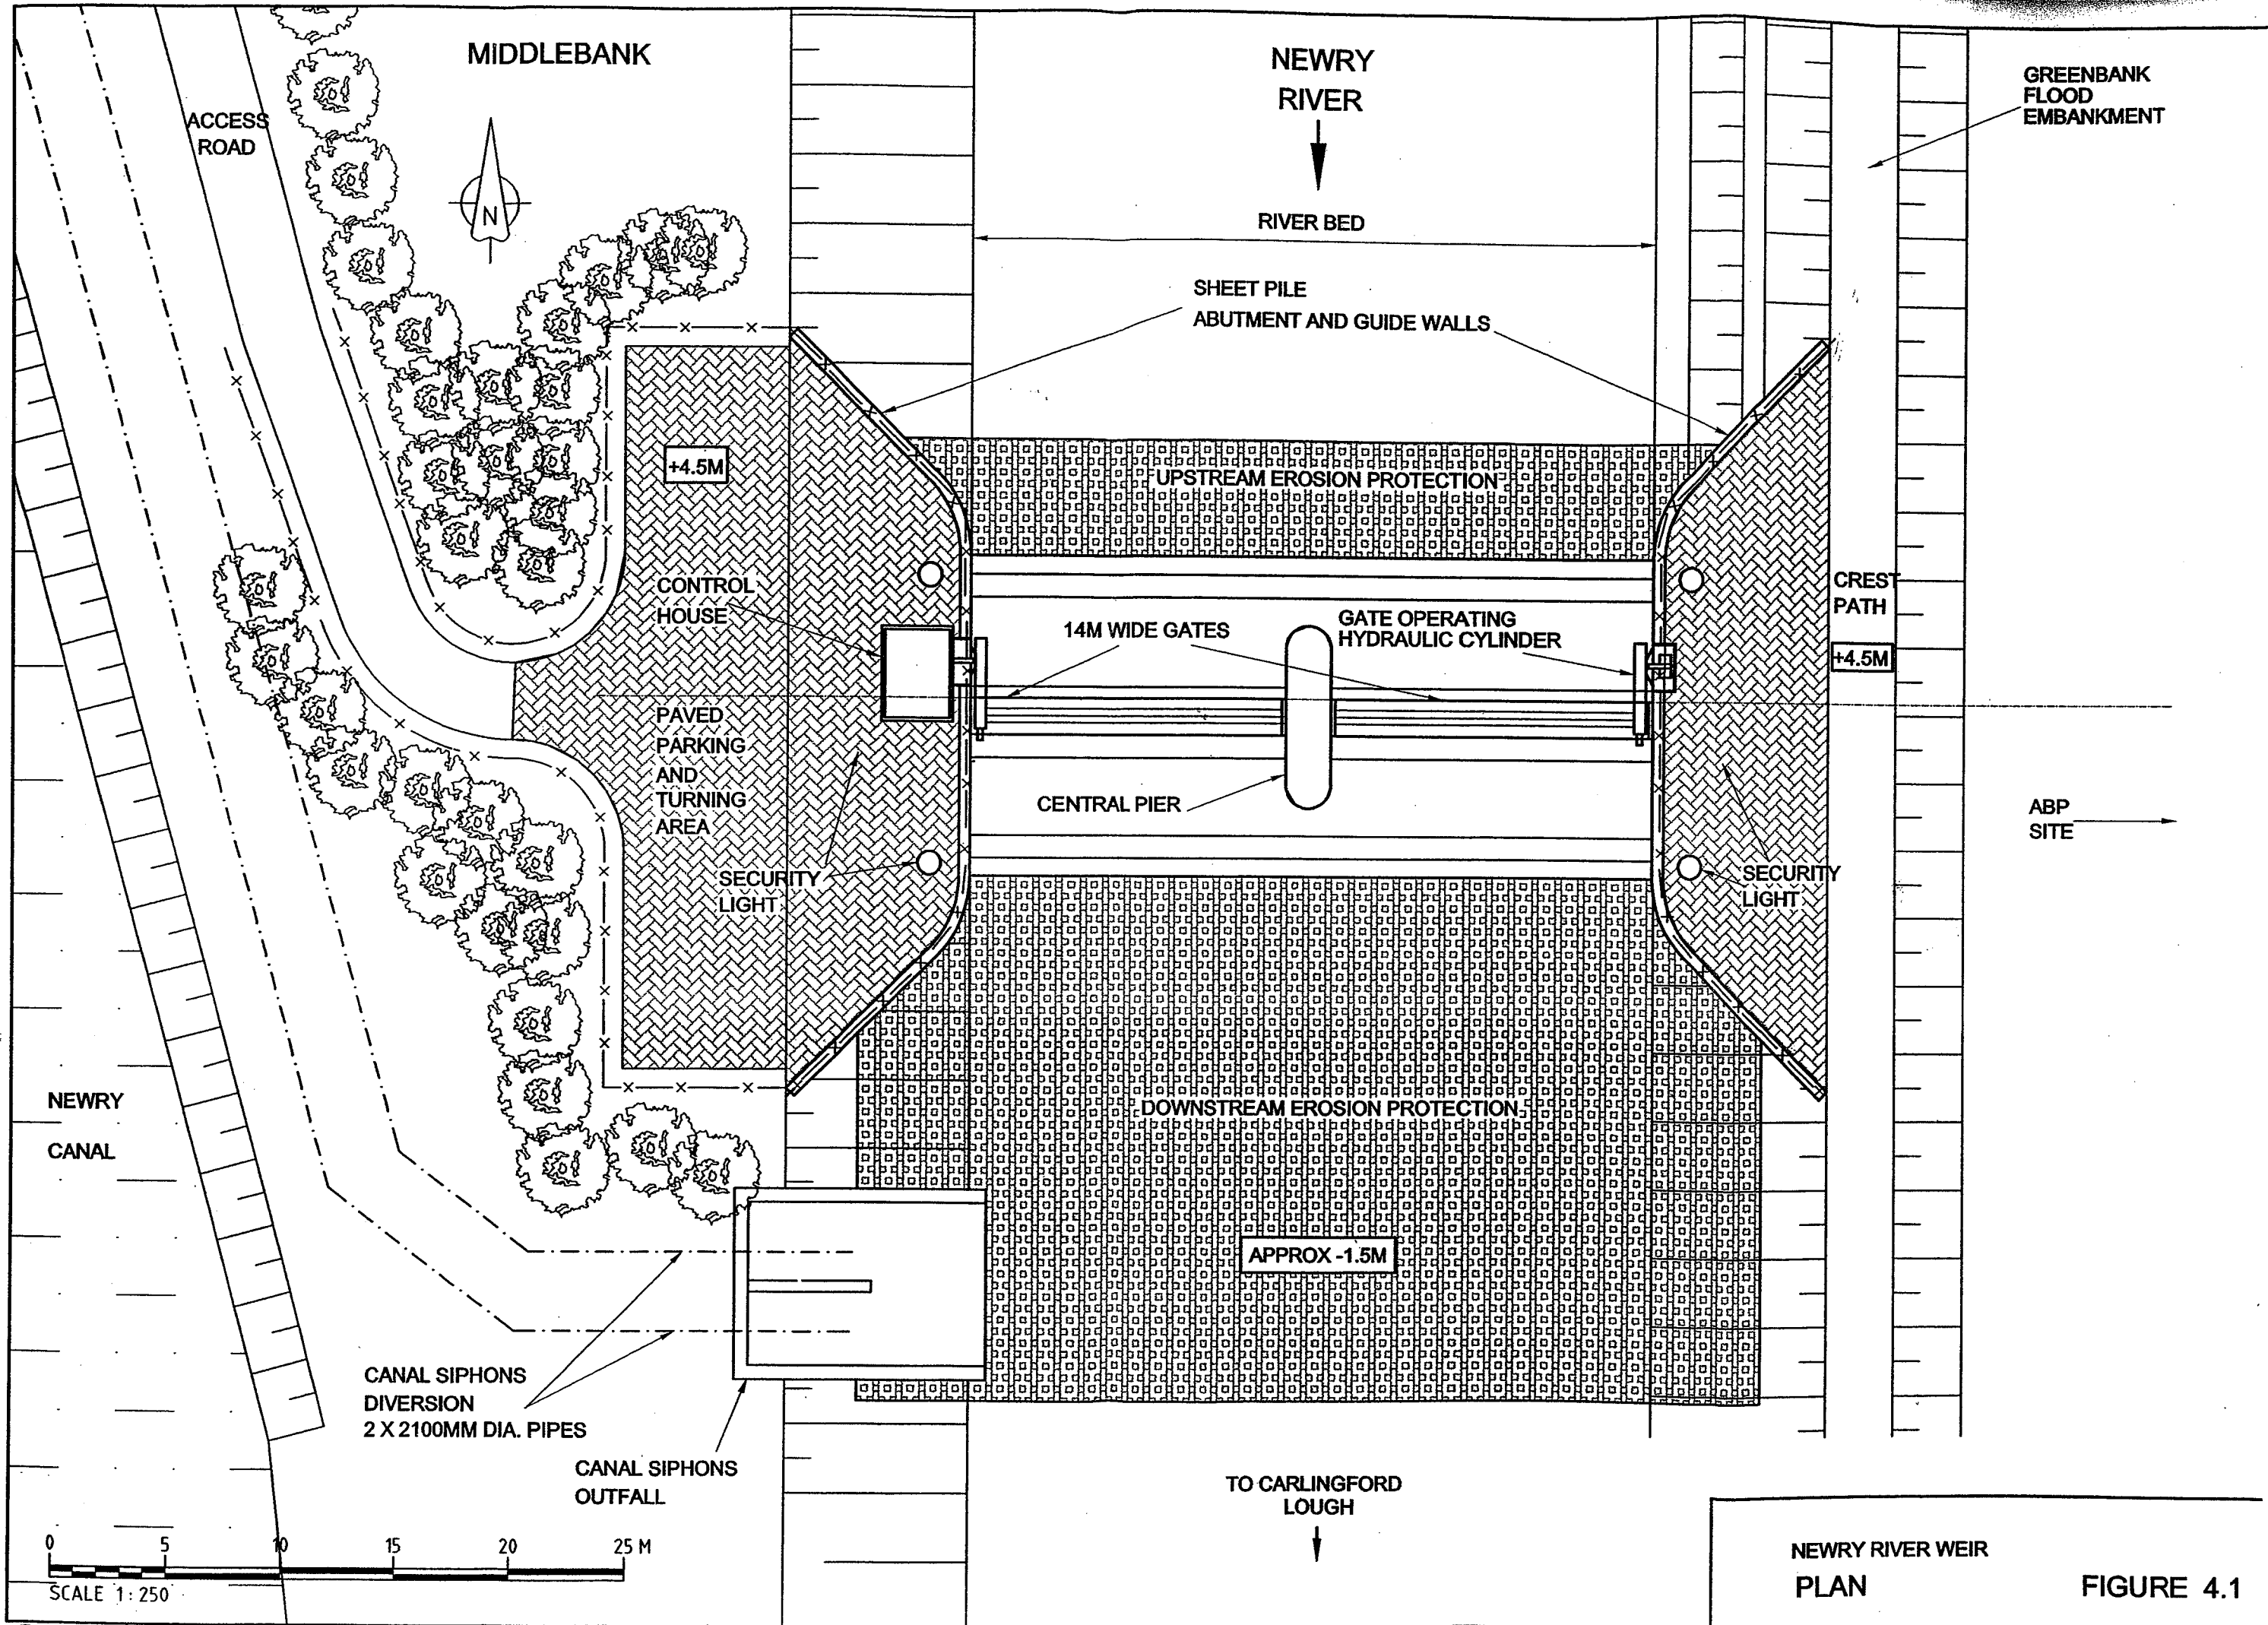 MIDDLEBANK
NEWRY
RIVER
GREENBANK
FLOOD
EMBANKMENT
ACCESS
ROAD
N
RIVER BED
SHEET PILE
ABUTMENT AND GUIDE WALLS
+4.5M
UPSTREAM EROSION PROTECTION
CONTROL
HOUSE
14M WIDE GATES
GATE OPERATING
HYDRAULIC CYLINDER
CREST
PATH
+4.5M
PAVED
PARKING
AND
TURNING
AREA
CENTRAL PIER
ABP
SITE
SECURITY
LIGHT
SECURITY
LIGHT
NEWRY
CANAL
DOWNSTREAM EROSION PROTECTION
APPROX -1.5M
CANAL SIPHONS
DIVERSION
2 X 2100MM DIA. PIPES
CANAL SIPHONS
OUTFALL
TO CARLINGFORD
LOUGH
0 5 10 15 20 25 M
SCALE 1:250
NEWRY RIVER WEIR
PLAN FIGURE 4.1